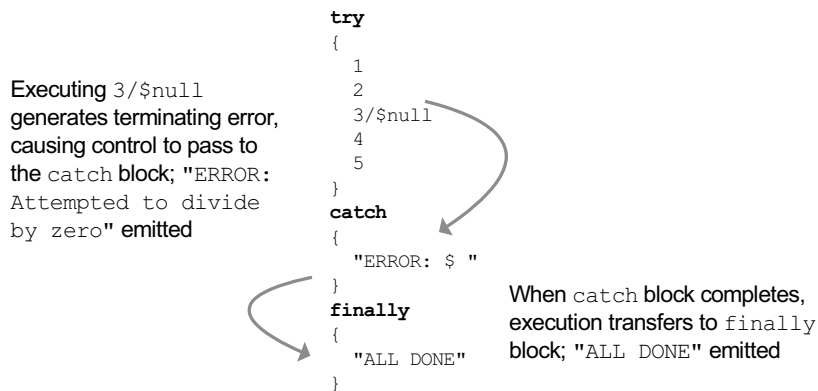 try
{
1
2
3/$null
4
5
}
catch
{
"ERROR: $ "
}
finally
{
"ALL DONE"
}
Executing 3/$null
generates terminating error,
causing control to pass to
the catch block; "ERROR:
Attempted to divide
by zero" emitted
When catch block completes,
execution transfers to finally
block; "ALL DONE" emitted